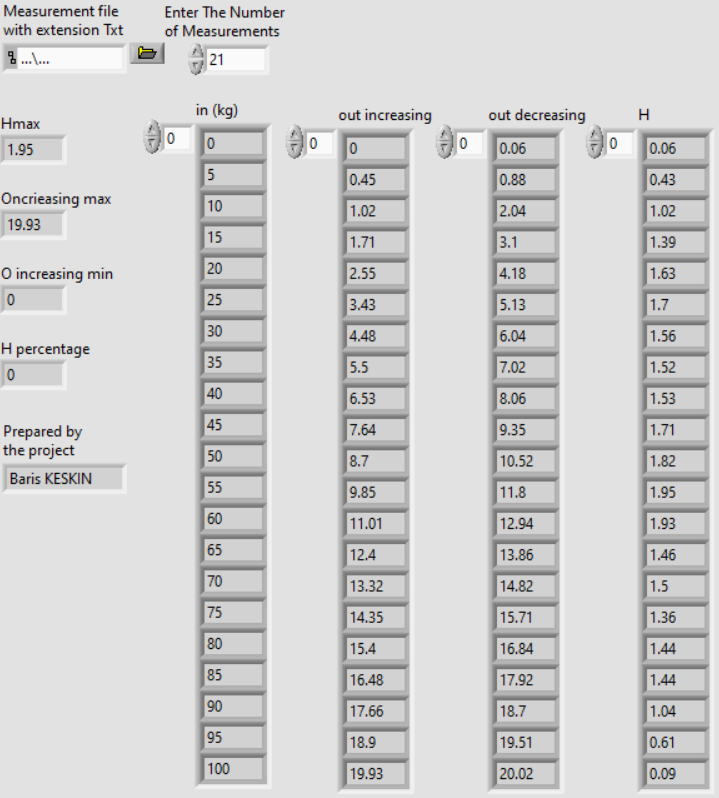 Measurement file
with extension Txt
...\...
Enter The Number
of Measurements
21
Hmax
1.95
Oncrieasing max
19.93
O increasing min
0
H percentage
0
Prepared by
the project
Baris KESKIN
in (kg) out increasing out decreasing H
0 0 0 0
0 0 0.06 0.06
5 0.45 0.88 0.43
10 1.02 2.04 1.02
15 1.71 3.1 1.39
20 2.55 4.18 1.63
25 3.43 5.13 1.7
30 4.48 6.04 1.56
35 5.5 7.02 1.52
40 6.53 8.06 1.53
45 7.64 9.35 1.71
50 8.7 10.52 1.82
55 9.85 11.8 1.95
60 11.01 12.94 1.93
65 12.4 13.86 1.46
70 13.32 14.82 1.5
75 14.35 15.71 1.36
80 15.4 16.84 1.44
85 16.48 17.92 1.44
90 17.66 18.7 1.04
95 18.9 19.51 0.61
100 19.93 20.02 0.09